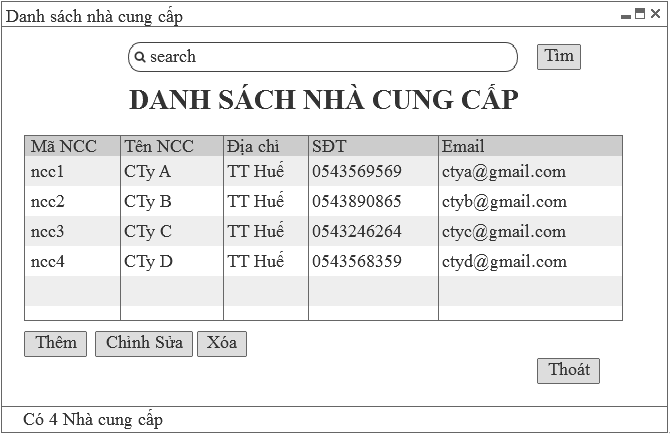 Danh sách nhà cung cấp
search
Tìm
DANH SÁCH NHÀ CUNG CẤP
Mã NCC Tên NCC Địa chỉ SĐT Email
ncc1 CTy A TT Huế 0543569569 ctya@gmail.com
ncc2 CTy B TT Huế 0543890865 ctyb@gmail.com
ncc3 CTy C TT Huế 0543246264 ctyc@gmail.com
ncc4 CTy D TT Huế 0543568359 ctyd@gmail.com
Thêm Chỉnh Sửa Xóa
Thoát
Có 4 Nhà cung cấp